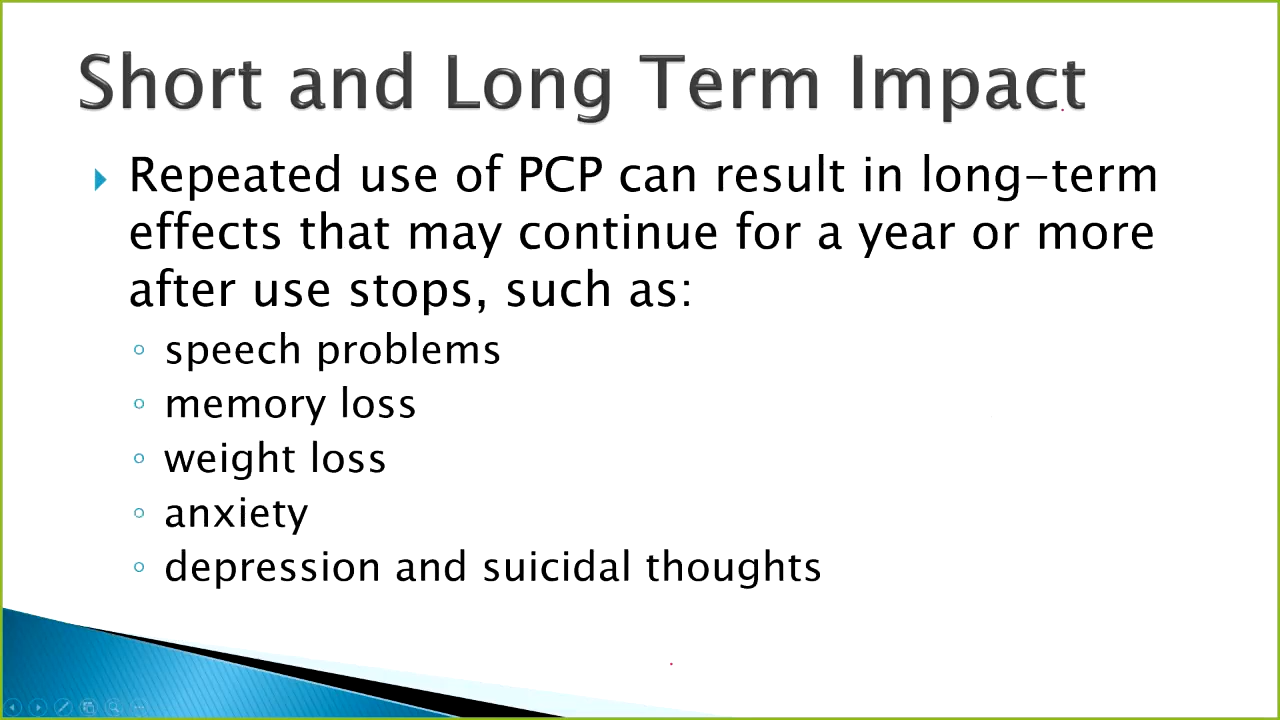 Short and Long Term Impact
Repeated use of PCP can result in long-term
effects that may continue for a year or more
after use stops, such as:
speech problems
memory loss
weight loss
anxiety
depression and suicidal thoughts